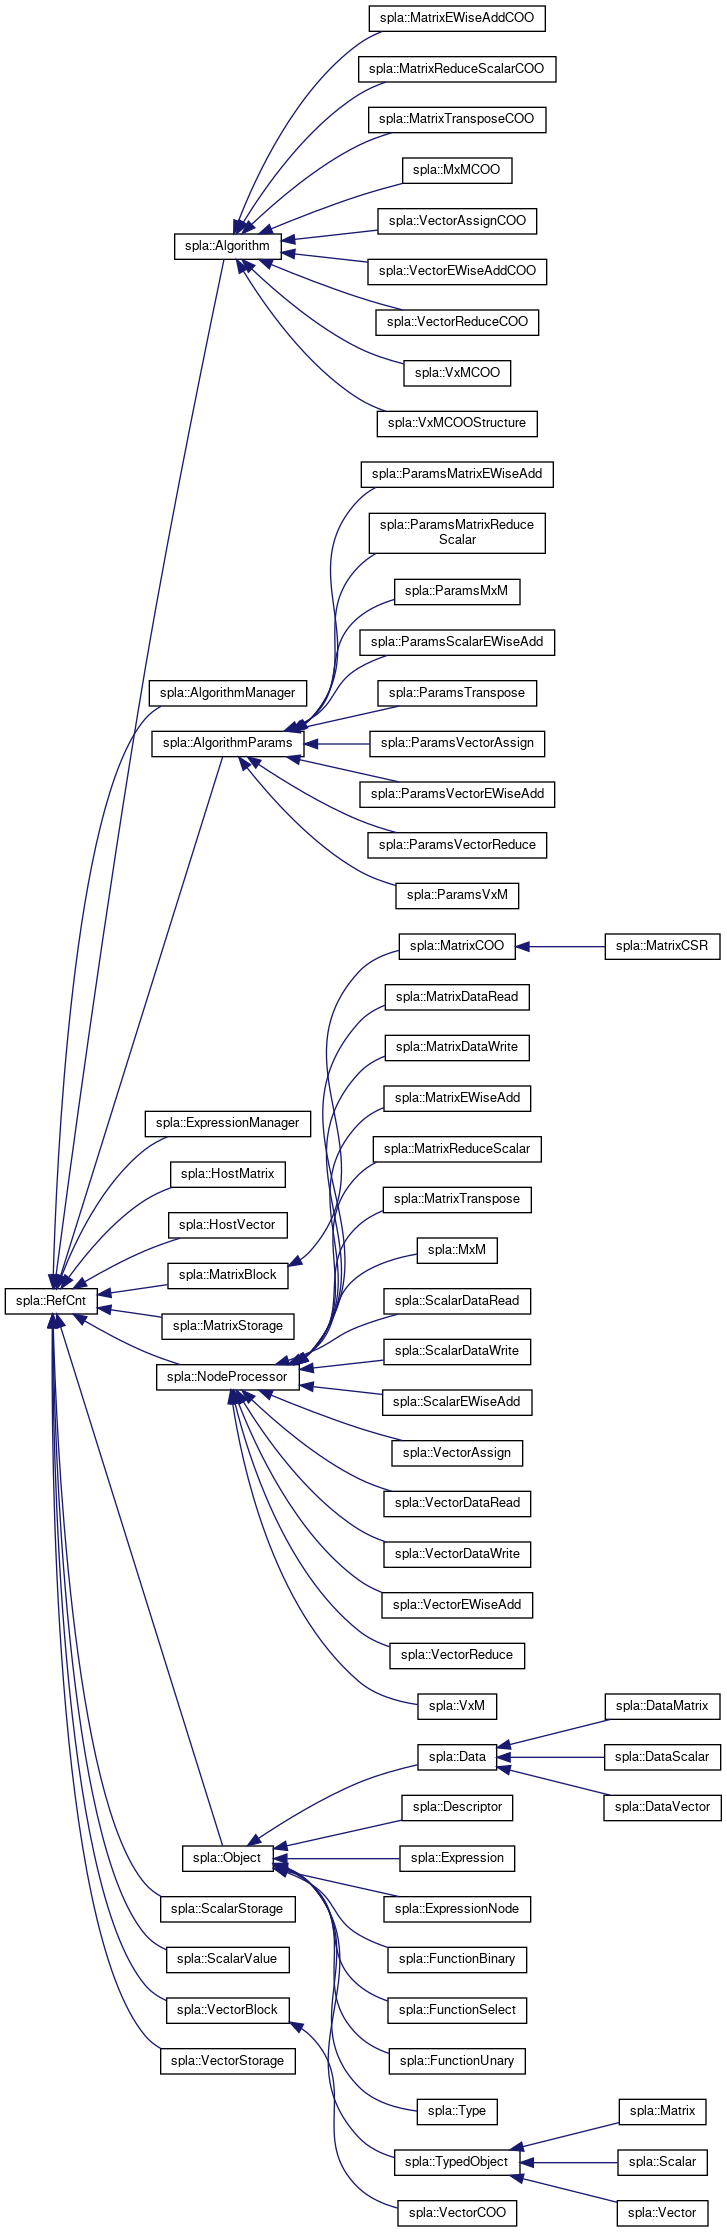 spla::MatrixEWiseAddCOO
spla::MatrixReduceScalarCOO
spla::MatrixTransposeCOO
spla::MxMCOO
spla::VectorAssignCOO
spla::Algorithm
spla::VectorEWiseAddCOO
spla::VectorReduceCOO
spla::VxMCOO
spla::VxMCOOStructure
spla::ParamsMatrixEWiseAdd
spla::ParamsMatrixReduce
Scalar
spla::ParamsMxM
spla::ParamsScalarEWiseAdd
spla::AlgorithmManager
spla::ParamsTranspose
spla::AlgorithmParams
spla::ParamsVectorAssign
spla::ParamsVectorEWiseAdd
spla::ParamsVectorReduce
spla::ParamsVxM
spla::MatrixCOO
spla::MatrixCSR
spla::MatrixDataRead
spla::MatrixDataWrite
spla::MatrixEWiseAdd
spla::ExpressionManager
spla::MatrixReduceScalar
spla::HostMatrix
spla::MatrixTranspose
spla::HostVector
spla::MxM
spla::MatrixBlock
spla::RefCnt
spla::ScalarDataRead
spla::MatrixStorage
spla::ScalarDataWrite
spla::NodeProcessor
spla::ScalarEWiseAdd
spla::VectorAssign
spla::VectorDataRead
spla::VectorDataWrite
spla::VectorEWiseAdd
spla::VectorReduce
spla::VxM
spla::DataMatrix
spla::Data
spla::DataScalar
spla::Descriptor
spla::DataVector
spla::Object
spla::Expression
spla::ScalarStorage
spla::ExpressionNode
spla::ScalarValue
spla::FunctionBinary
spla::VectorBlock
spla::FunctionSelect
spla::VectorStorage
spla::FunctionUnary
spla::Type
spla::Matrix
spla::TypedObject
spla::Scalar
spla::VectorCOO
spla::Vector